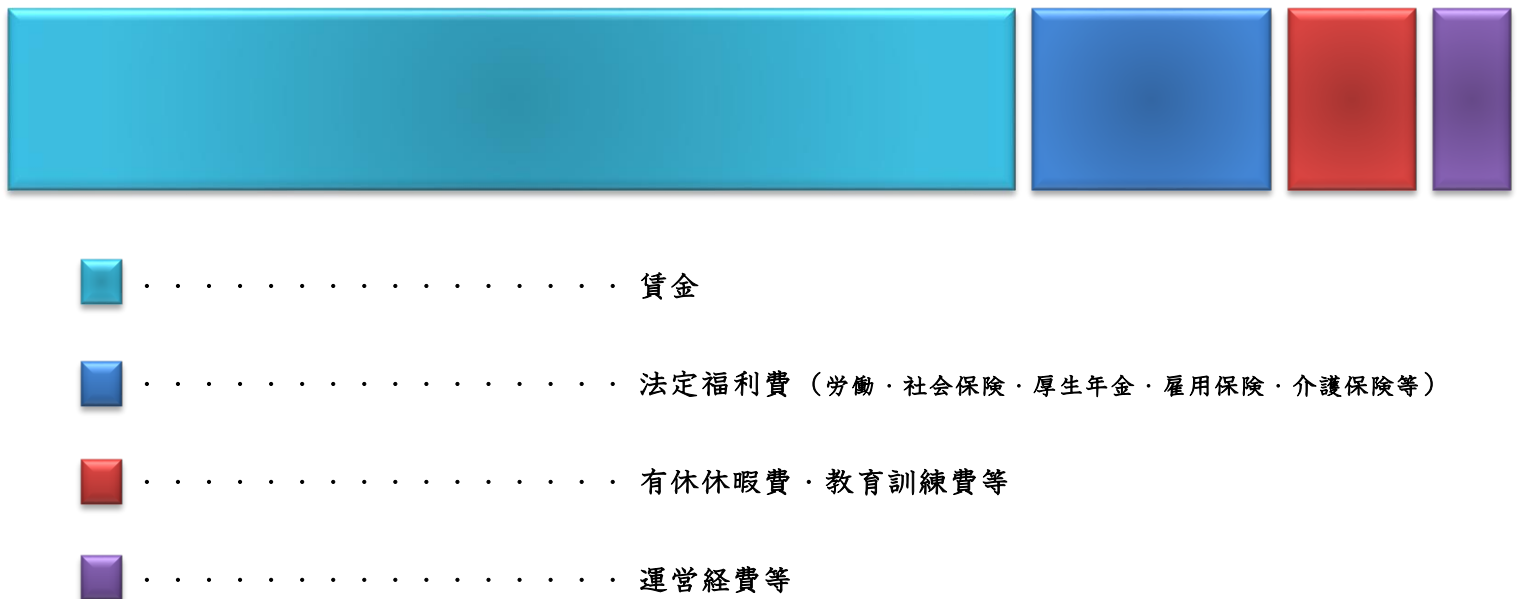 ・・・・・・・・・・・・・・・・賃金
・・・・・・・・・・・・・・・・法定福利費（労働・社会保険・厚生年金・雇用保険・介護保険等）
・・・・・・・・・・・・・・・・有休休暇費・教育訓練費等
・・・・・・・・・・・・・・・・運営経費等